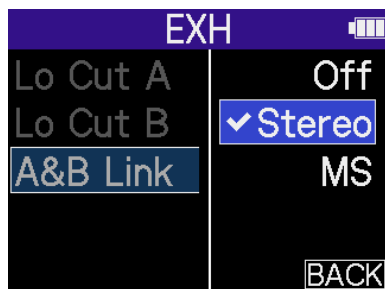 EXH
Lo Cut A
Lo Cut B
A&B Link
Off
Stereo
MS
BACK